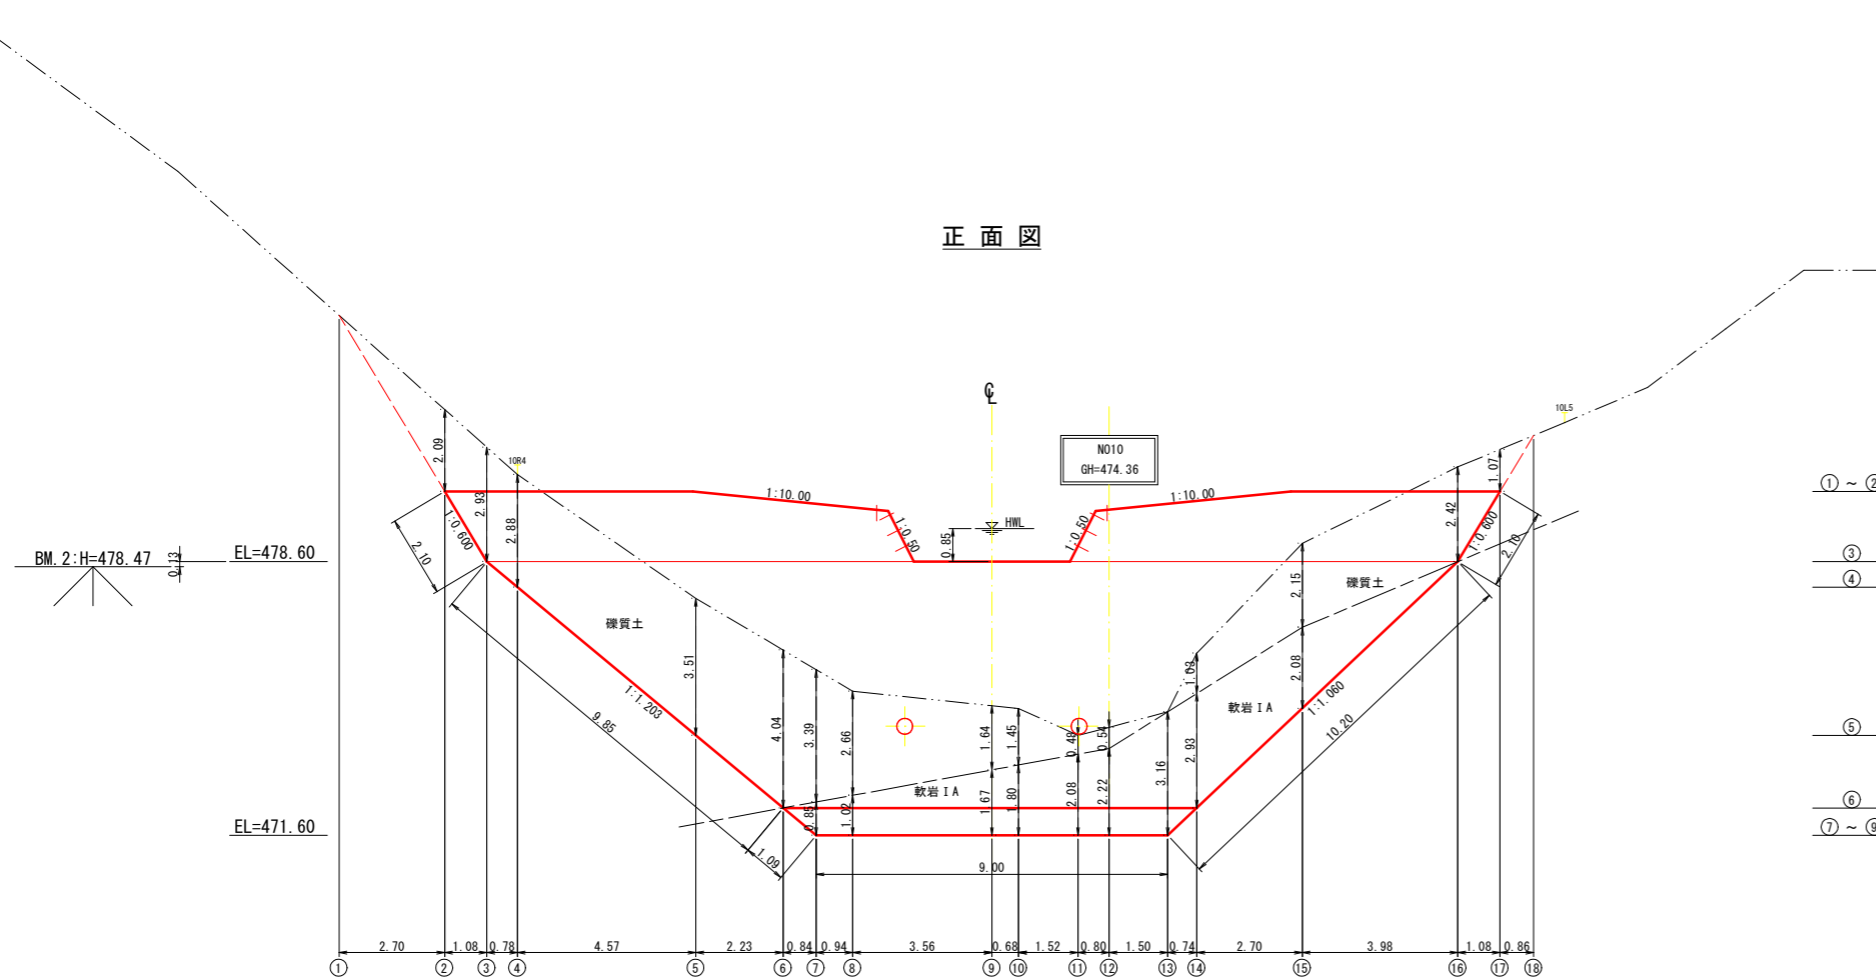 正 面 図
℄
NO10
GH=474.36
10R4
10L5
HWL
0.85
1:10.00
1:10.00
1:0.50
1:0.50
1:0.600
1:0.600
2.09
2.93
2.88
2.10
2.42
1.07
2.10
BM.2:H=478.47
0.13
EL=478.60
EL=471.60
礫質土
礫質土
軟岩ⅠA
軟岩ⅠA
1:1.203
1:1.060
9.85
1.09
10.20
3.51
4.04
3.39
0.85
2.66
1.02
1.64
1.67
1.45
1.80
0.48
2.08
0.54
2.22
3.16
1.03
2.93
2.15
2.08
9.00
2.70 1.08 0.78 4.57 2.23 0.84 0.94 3.56 0.68 1.52 0.80 1.50 0.74 2.70 3.98 1.08 0.86
① ② ③ ④ ⑤ ⑥ ⑦ ⑧ ⑨ ⑩ ⑪ ⑫ ⑬ ⑭ ⑮ ⑯ ⑰ ⑱
① ~ ②
③
④
⑤
⑥
⑦ ~ ⑨